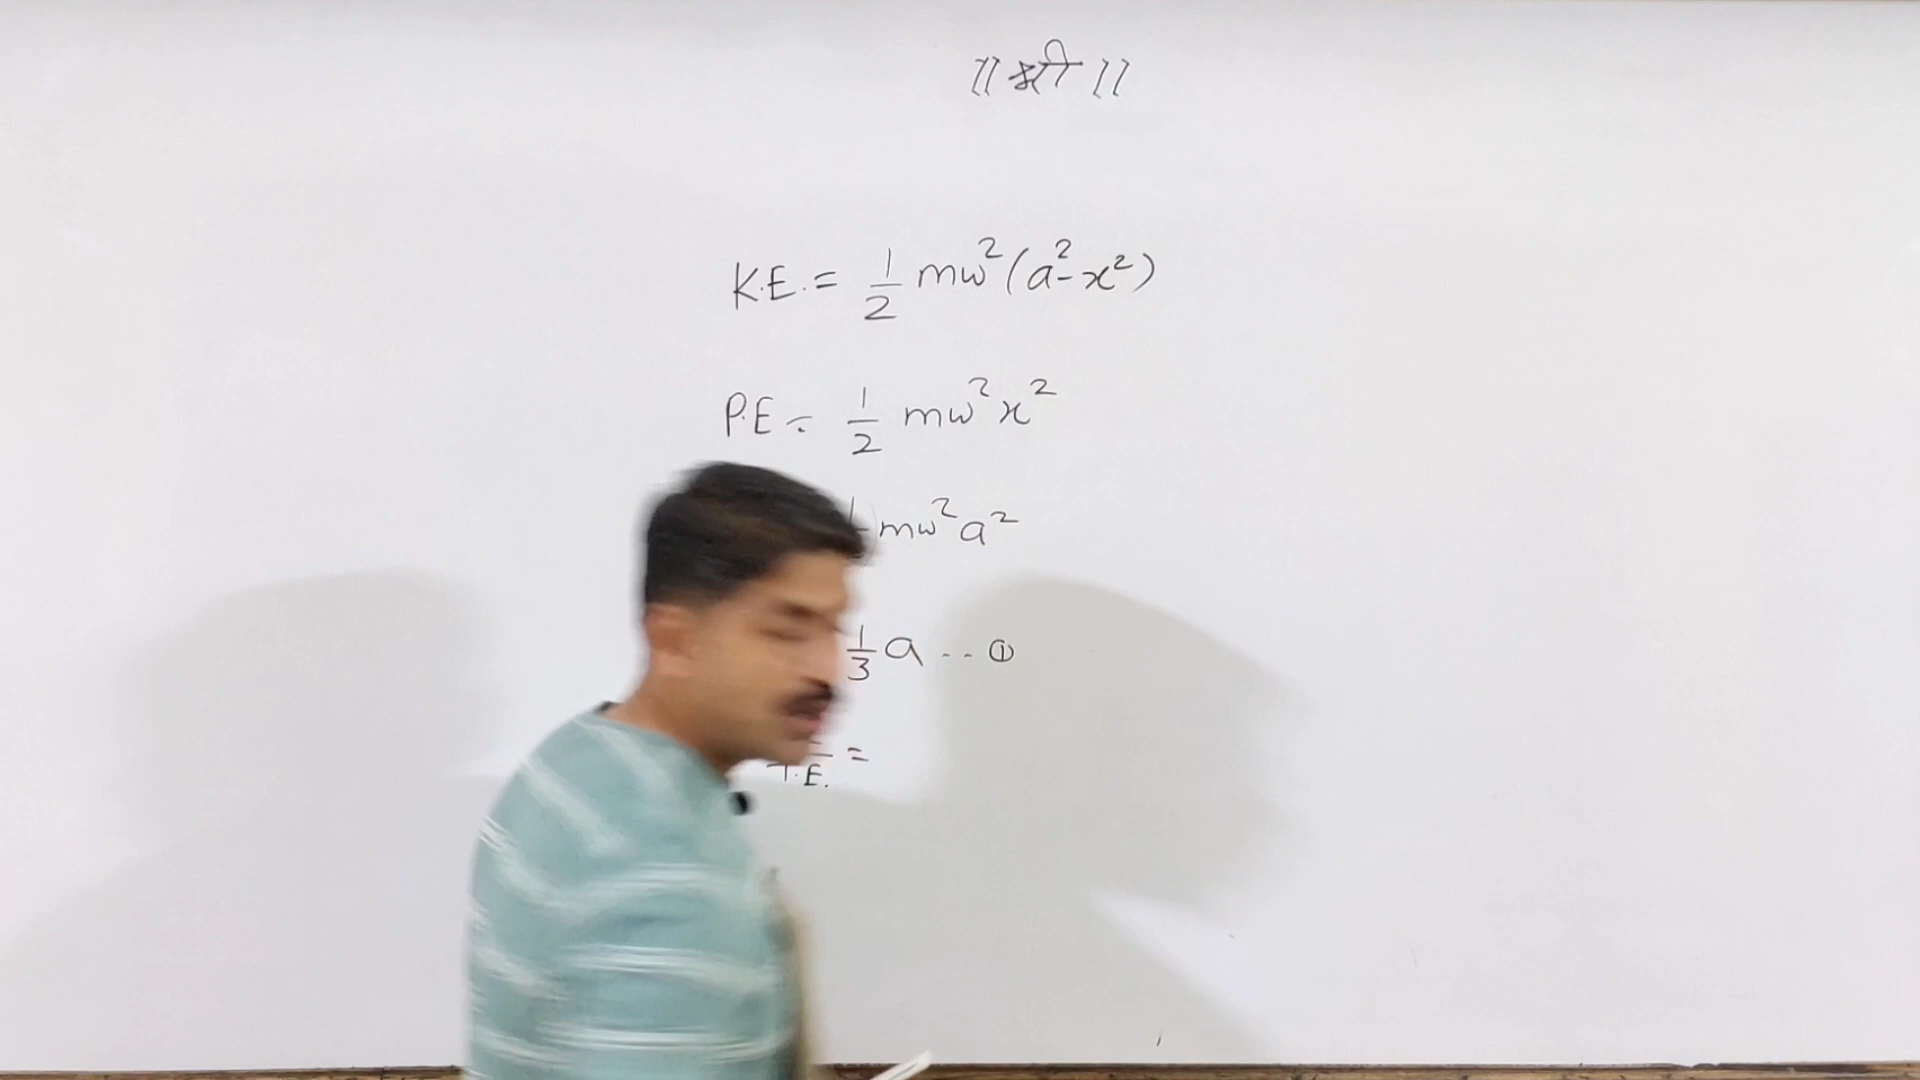 ।। श्री ।।
K.E. = 1/2 mω²(a²-x²)
P.E = 1/2 mω²x²
mω²a²
1/3 a -- ①
T.E. =